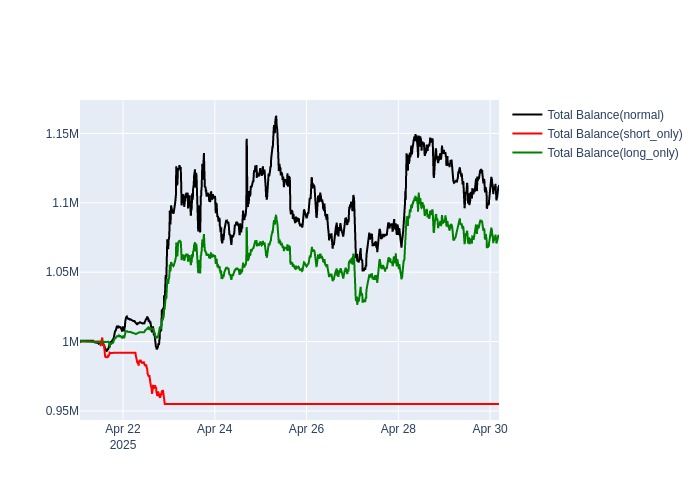 1.15M
1.1M
1.05M
1M
0.95M
Apr 22
2025
Apr 24
Apr 26
Apr 28
Apr 30
Total Balance(normal)
Total Balance(short_only)
Total Balance(long_only)